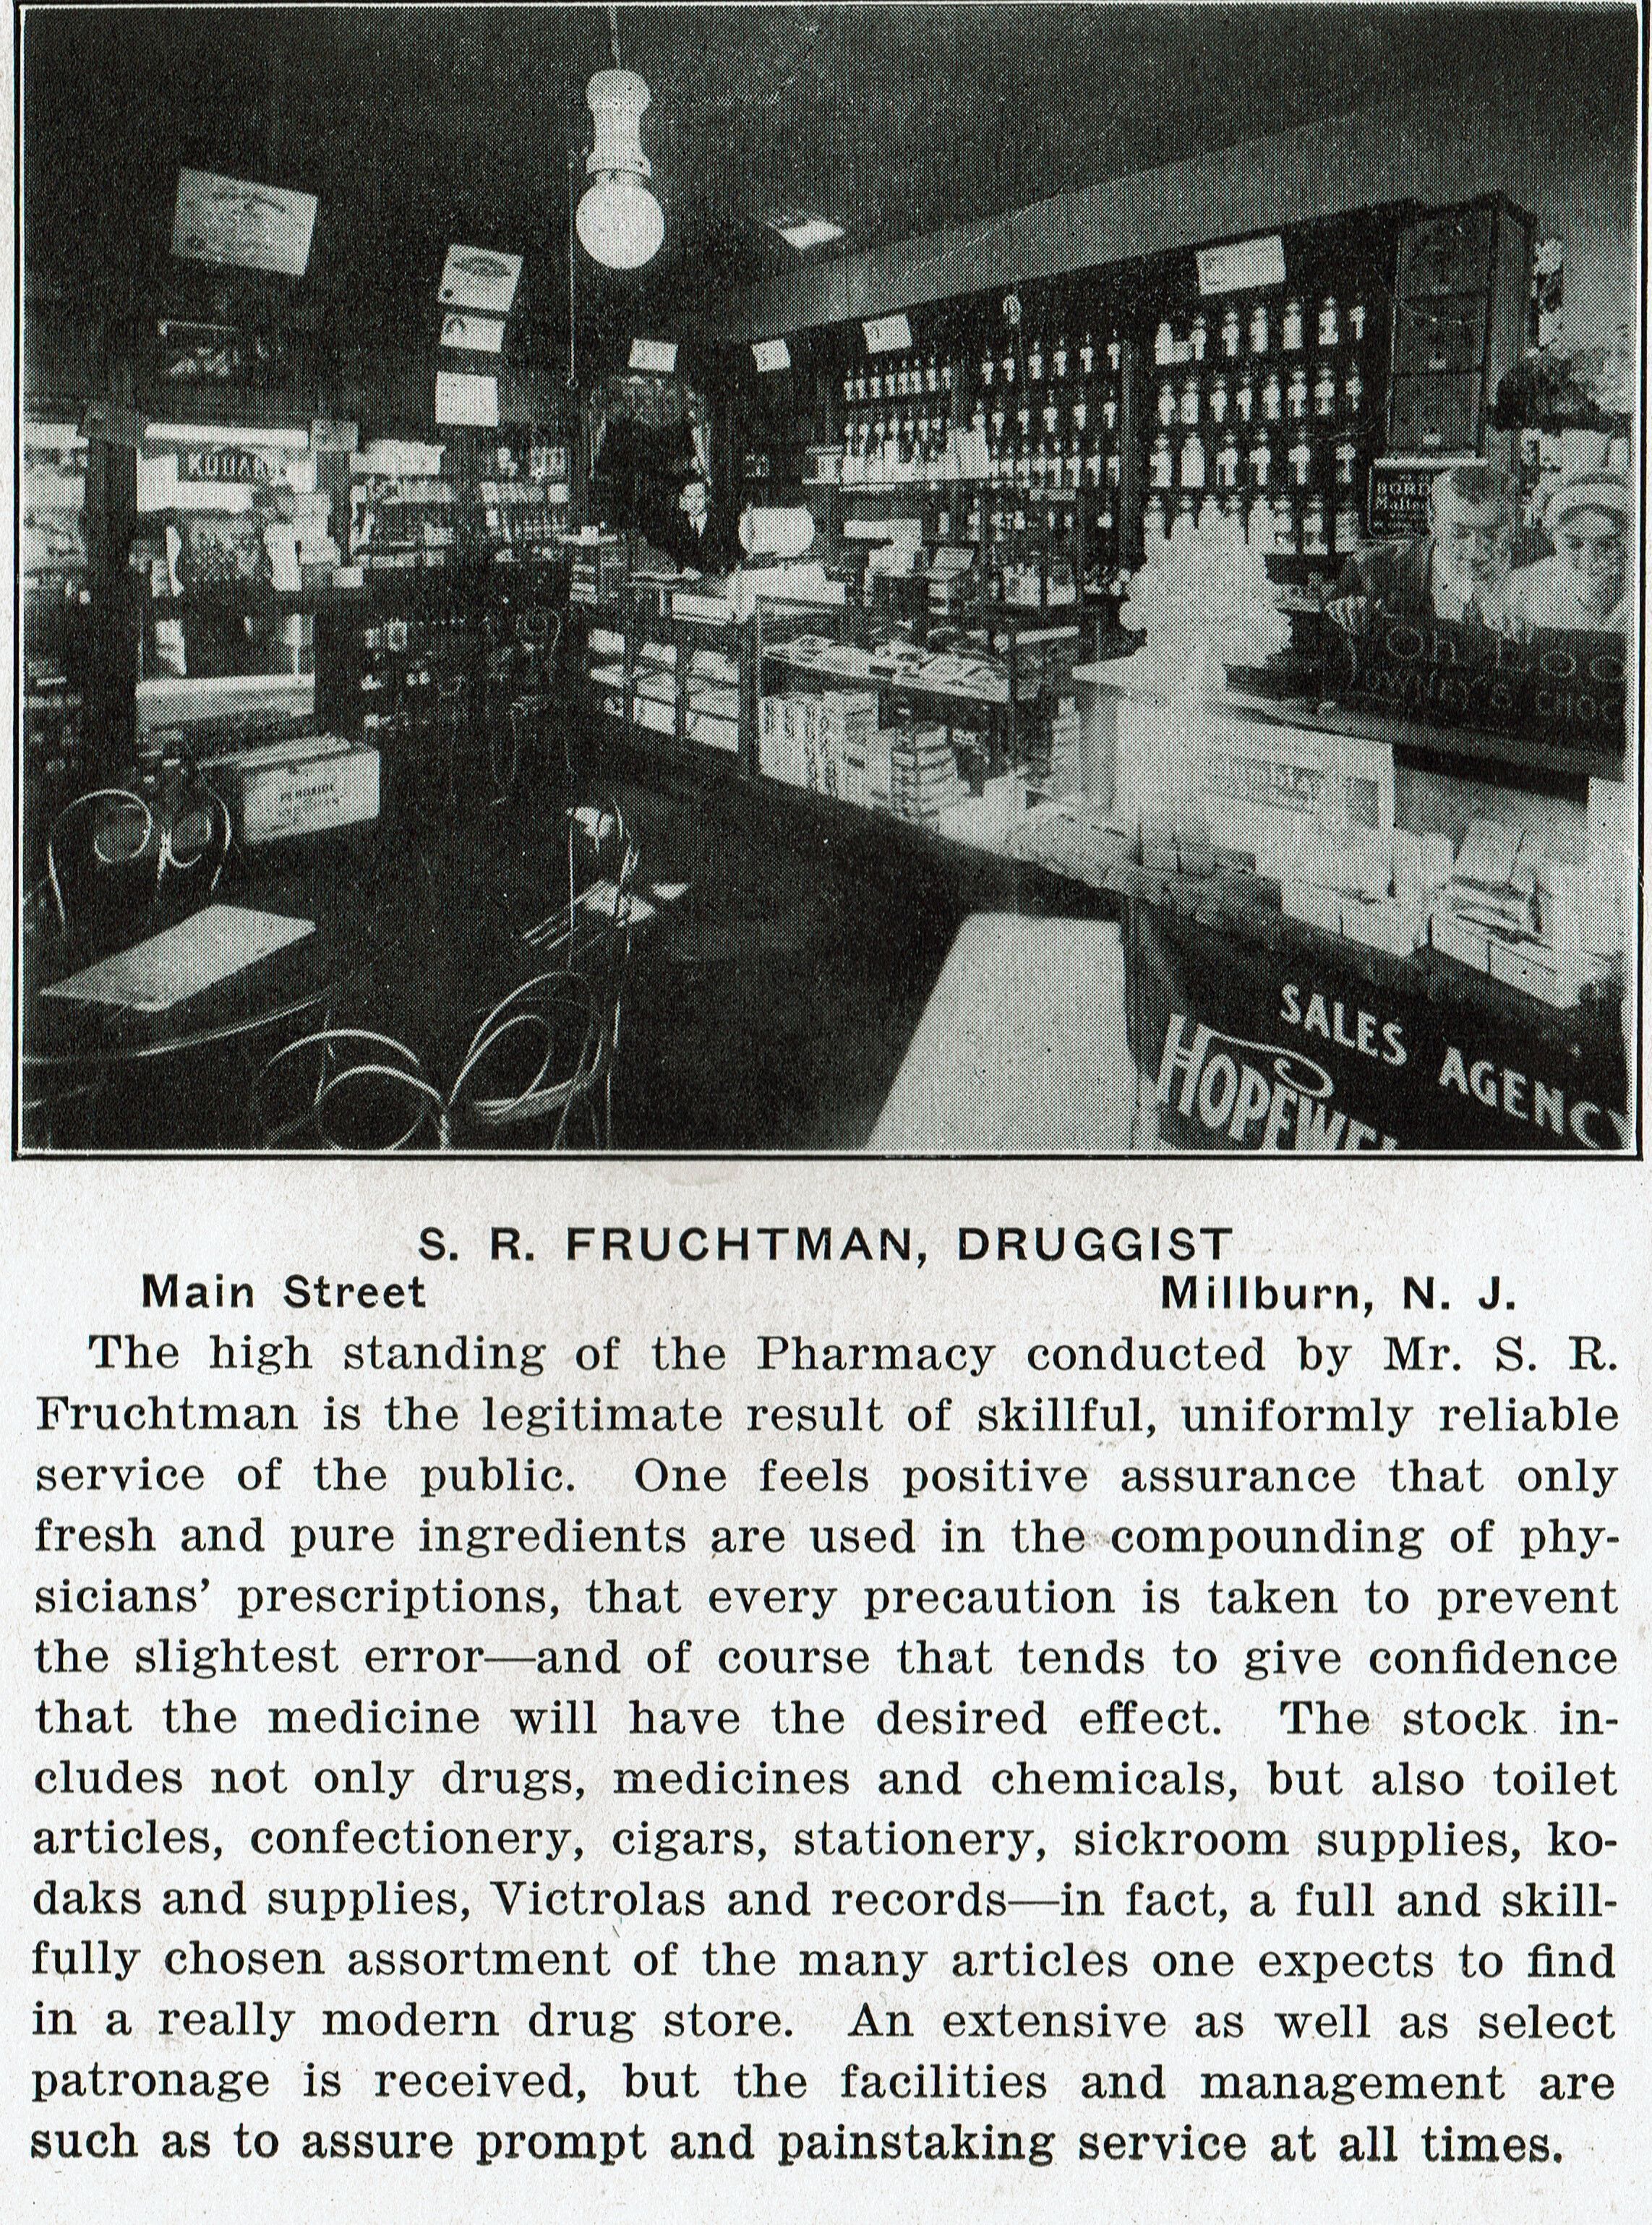 KODAK
BORD
Malted
Oh Boy
LOWNEY'S CHOC
PEROXIDE
SALES AGENCY
HOPEWEL
S. R. FRUCHTMAN, DRUGGIST
Main Street Millburn, N. J.
The high standing of the Pharmacy conducted by Mr. S. R.
Fruchtman is the legitimate result of skillful, uniformly reliable
service of the public. One feels positive assurance that only
fresh and pure ingredients are used in the compounding of phy-
sicians' prescriptions, that every precaution is taken to prevent
the slightest error—and of course that tends to give confidence
that the medicine will have the desired effect. The stock in-
cludes not only drugs, medicines and chemicals, but also toilet
articles, confectionery, cigars, stationery, sickroom supplies, ko-
daks and supplies, Victrolas and records—in fact, a full and skill-
fully chosen assortment of the many articles one expects to find
in a really modern drug store. An extensive as well as select
patronage is received, but the facilities and management are
such as to assure prompt and painstaking service at all times.